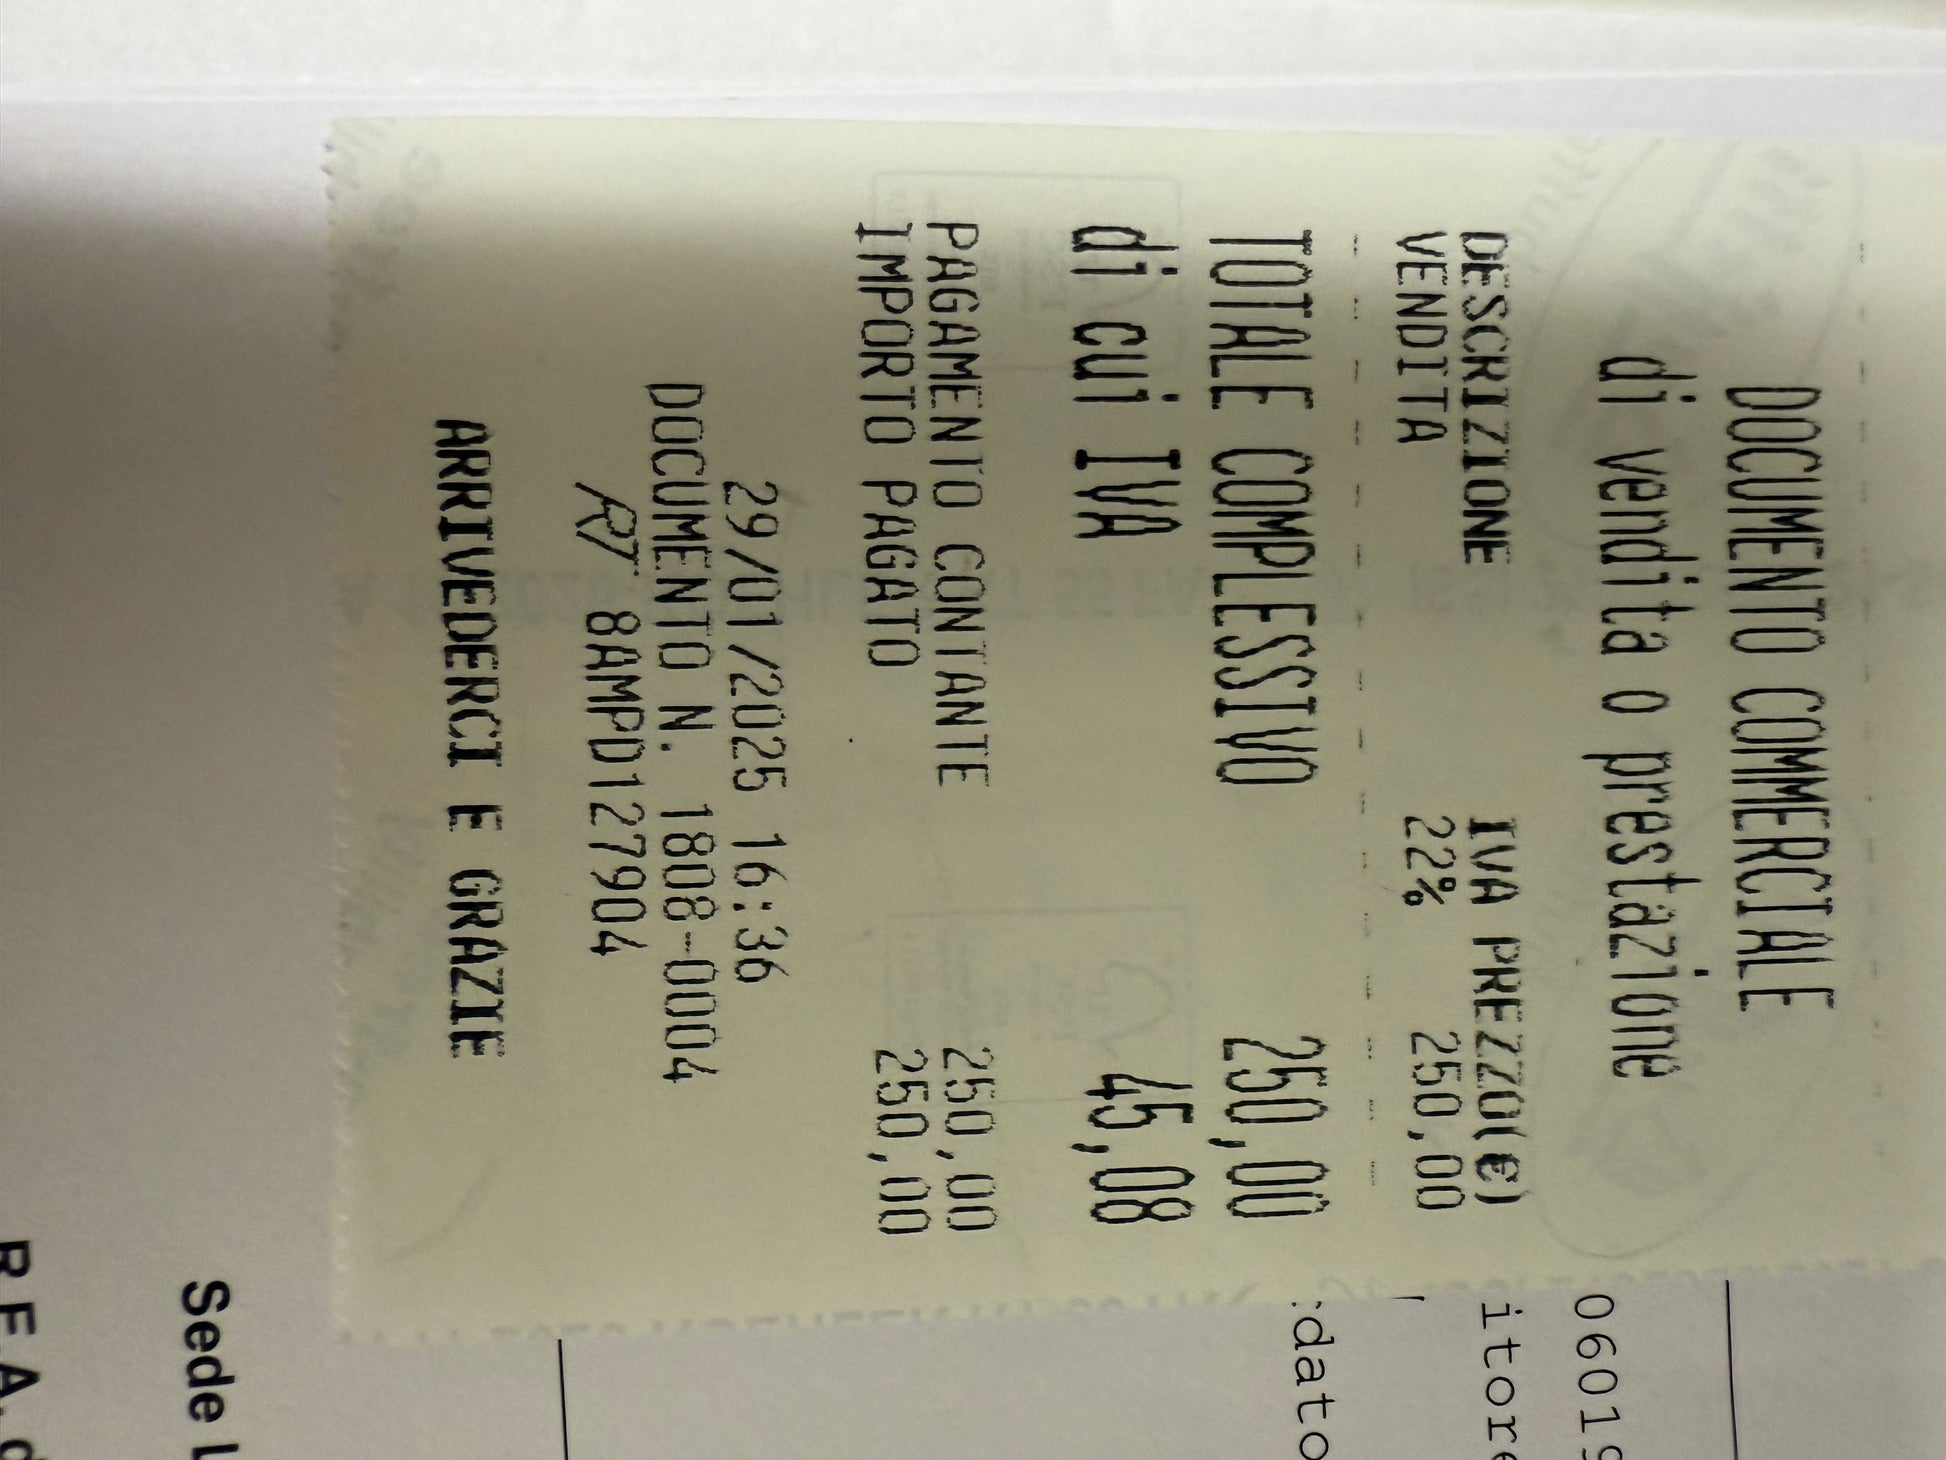 DOCUMENTO COMMERCIALE
di vendita o prestazione
DESCRIZIONE IVA PREZZO(€)
VENDITA 22% 250,00
TOTALE COMPLESSIVO 250,00
di cui IVA 45,08
PAGAMENTO CONTANTE 250,00
IMPORTO PAGATO 250,00
29/01/2025 16:36
DOCUMENTO N. 1808-0004
RT 8AMPD127904
ARRIVEDERCI E GRAZIE
06019
itore
:dato
Sede L